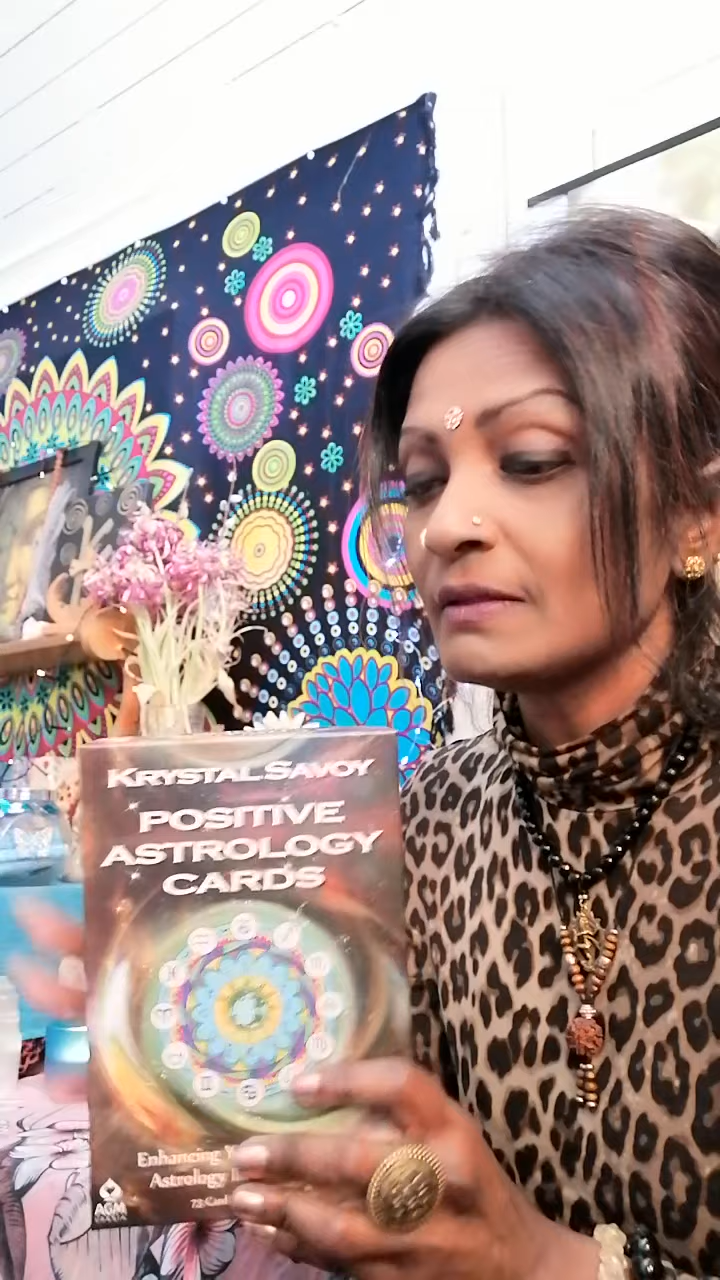 KRYSTAL SAVOY
POSITIVE
ASTROLOGY
CARDS
Enhancing
Astrology
AGM